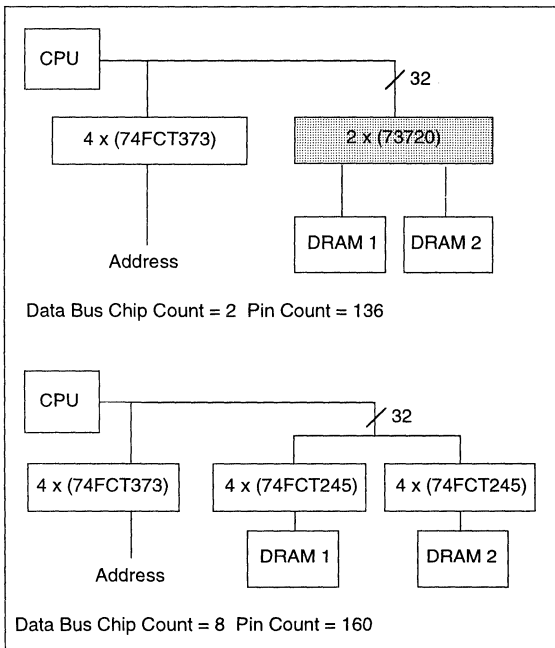 CPU
32
4 x (74FCT373)
2 x (73720)
DRAM 1
DRAM 2
Address
Data Bus Chip Count = 2 Pin Count = 136
CPU
32
4 x (74FCT373)
4 x (74FCT245)
4 x (74FCT245)
DRAM 1
DRAM 2
Address
Data Bus Chip Count = 8 Pin Count = 160